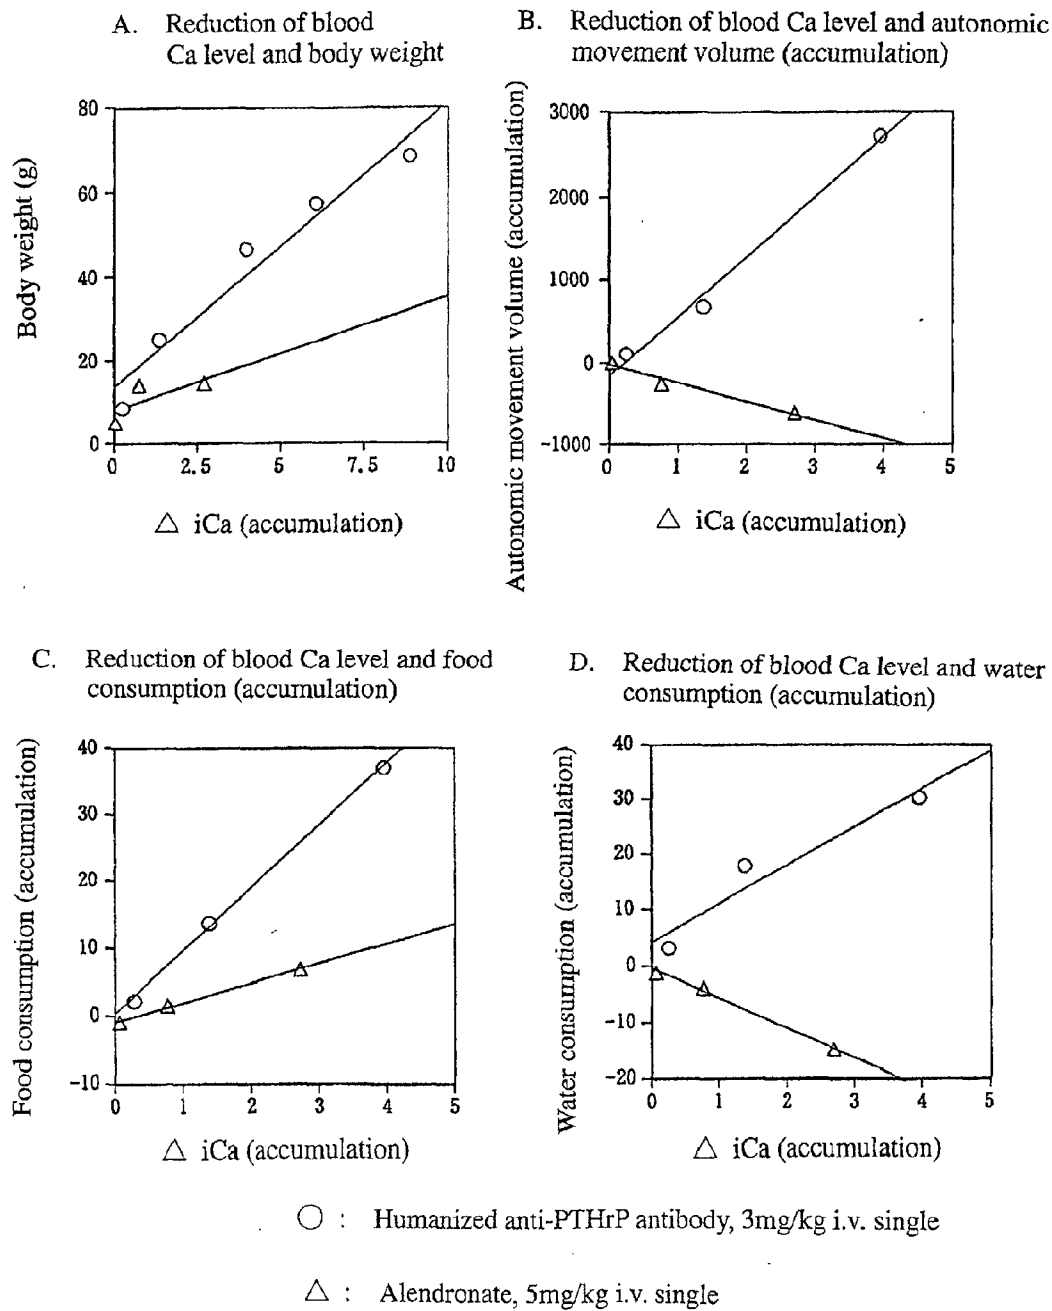 A. Reduction of blood
Ca level and body weight
80
60
40
20
0
Body weight (g)
0 2.5 5 7.5 10
△ iCa (accumulation)
B. Reduction of blood Ca level and autonomic
movement volume (accumulation)
3000
2000
1000
0
-1000
Autonomic movement volume (accumulation)
0 1 2 3 4 5
△ iCa (accumulation)
C. Reduction of blood Ca level and food
consumption (accumulation)
40
30
20
10
0
-10
Food consumption (accumulation)
0 1 2 3 4 5
△ iCa (accumulation)
D. Reduction of blood Ca level and water
consumption (accumulation)
40
30
20
10
0
-10
-20
Water consumption (accumulation)
0 1 2 3 4 5
△ iCa (accumulation)
○ : Humanized anti-PTHrP antibody, 3mg/kg i.v. single
△ : Alendronate, 5mg/kg i.v. single